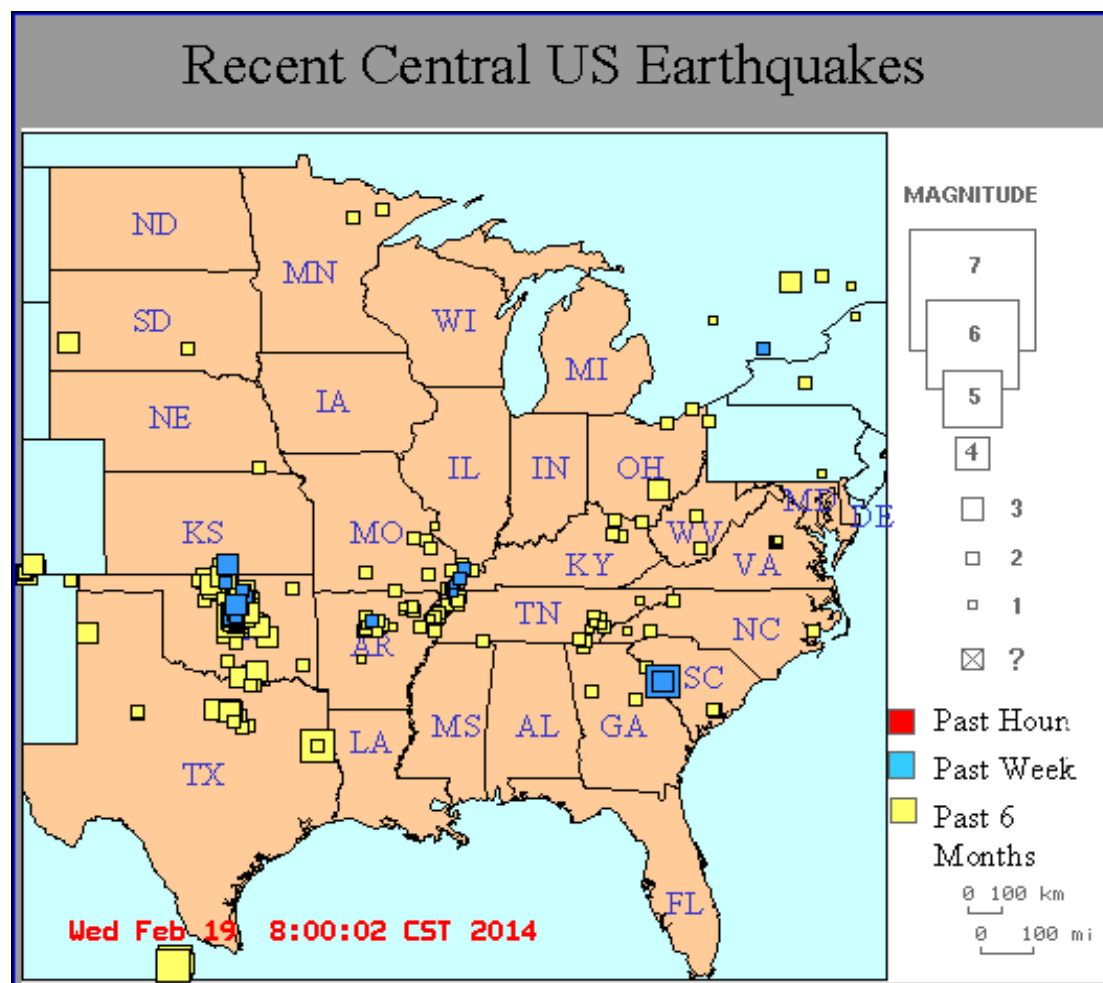 Recent Central US Earthquakes
ND
MN
SD
WI
MI
NE
IA
IL
IN
OH
MD
DE
KS
MO
WV
KY
VA
TN
NC
AR
SC
MS
AL
GA
LA
TX
FL
Wed Feb 19 8:00:02 CST 2014
MAGNITUDE
7
6
5
4
3
2
1
?
Past Hour
Past Week
Past 6
Months
0 100 km
0 100 mi